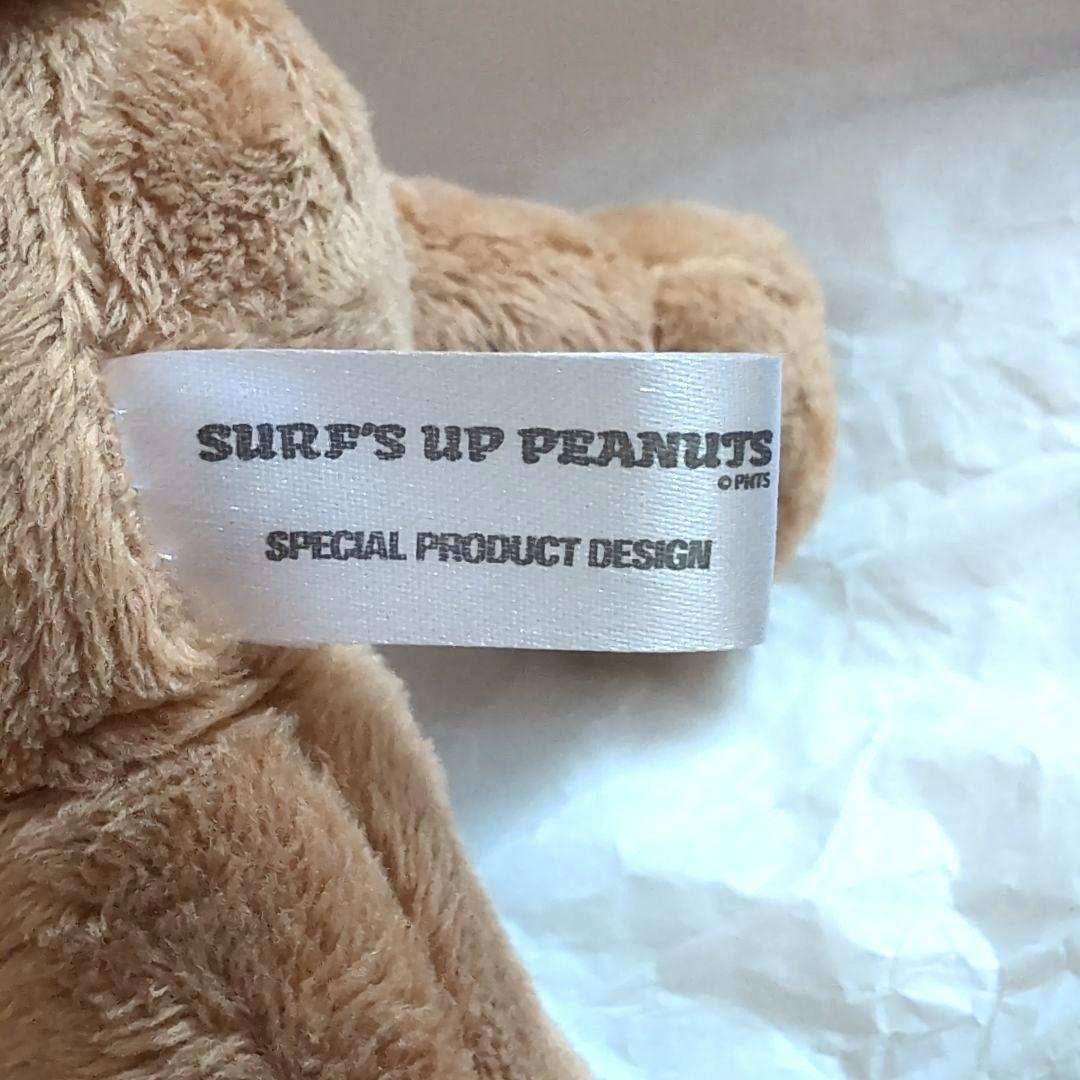 SURF'S UP PEANUTS
© PNTS
SPECIAL PRODUCT DESIGN